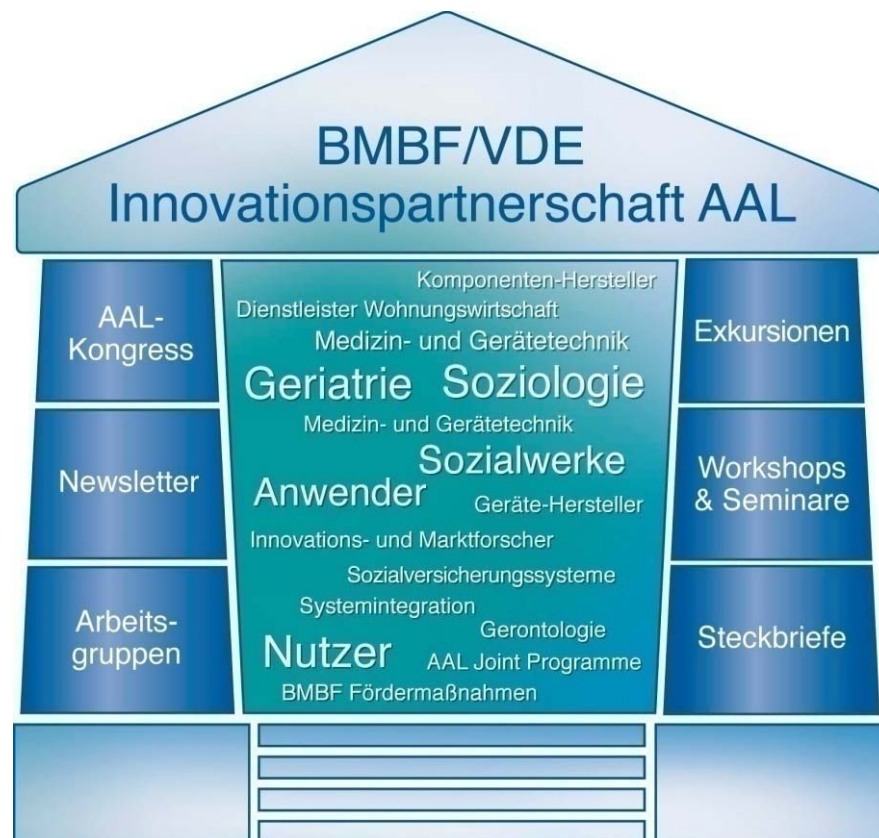 BMBF/VDE
Innovationspartnerschaft AAL
AAL-
Kongress
Newsletter
Arbeits-
gruppen
Komponenten-Hersteller
Dienstleister Wohnungswirtschaft
Medizin- und Gerätetechnik
Geriatrie Soziologie
Medizin- und Gerätetechnik
Sozialwerke
Anwender
Geräte-Hersteller
Innovations- und Marktforscher
Sozialversicherungssysteme
Systemintegration
Gerontologie
Nutzer
AAL Joint Programme
BMBF Fördermaßnahmen
Exkursionen
Workshops
& Seminare
Steckbriefe